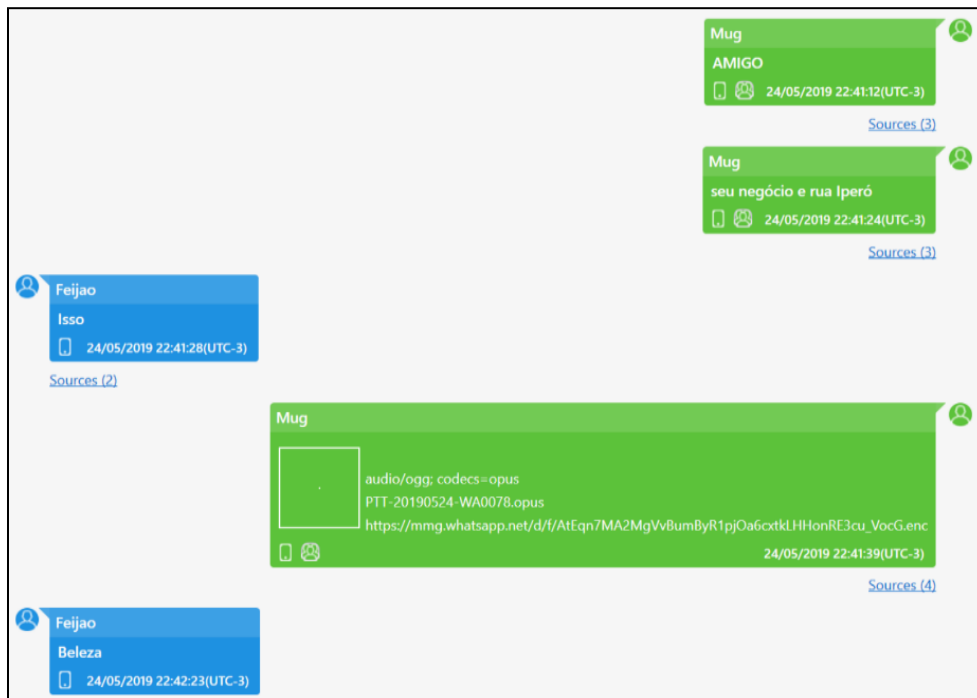 Mug
AMIGO
24/05/2019 22:41:12(UTC-3)
Sources (3)
Mug
seu negócio e rua Iperó
24/05/2019 22:41:24(UTC-3)
Sources (3)
Feijao
Isso
24/05/2019 22:41:28(UTC-3)
Sources (2)
Mug
audio/ogg; codecs=opus
PTT-20190524-WA0078.opus
https://mmg.whatsapp.net/d/f/AtEqn7MA2MgVvBumByR1pjOa6cxtkLHHonRE3cu_VocG.enc
24/05/2019 22:41:39(UTC-3)
Sources (4)
Feijao
Beleza
24/05/2019 22:42:23(UTC-3)